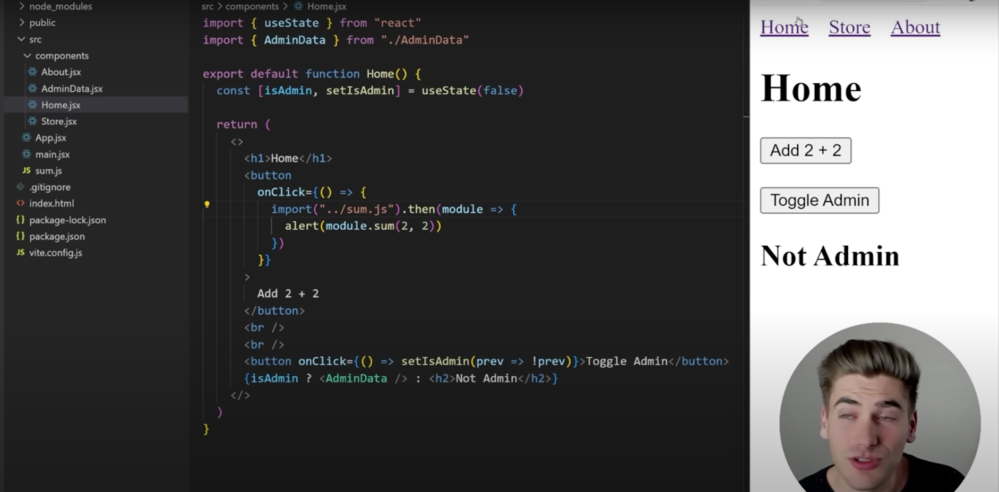 node_modules
public
src
components
About.jsx
AdminData.jsx
Home.jsx
Store.jsx
App.jsx
main.jsx
JS sum.js
.gitignore
<> index.html
{} package-lock.json
{} package.json
JS vite.config.js
src > components > Home.jsx
import { useState } from "react"
import { AdminData } from "./AdminData"
export default function Home() {
const [isAdmin, setIsAdmin] = useState(false)
return (
<>
<h1>Home</h1>
<button
onClick={() => {
import("../sum.js").then(module => {
alert(module.sum(2, 2))
})
}}
>
Add 2 + 2
</button>
<br />
<br />
<button onClick={() => setIsAdmin(prev => !prev)}>Toggle Admin</button>
{isAdmin ? <AdminData /> : <h2>Not Admin</h2>}
</>
)
}
Home Store About
Home
Add 2 + 2
Toggle Admin
Not Admin